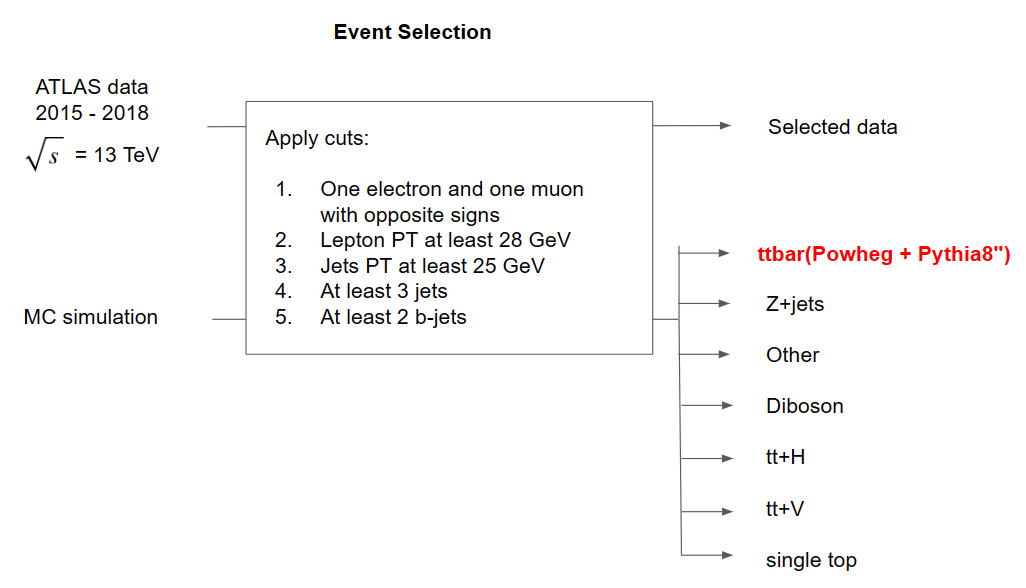 Event Selection
ATLAS data
2015 - 2018
√s = 13 TeV
Apply cuts:
1. One electron and one muon
with opposite signs
2. Lepton PT at least 28 GeV
3. Jets PT at least 25 GeV
4. At least 3 jets
5. At least 2 b-jets
MC simulation
Selected data
ttbar(Powheg + Pythia8")
Z+jets
Other
Diboson
tt+H
tt+V
single top